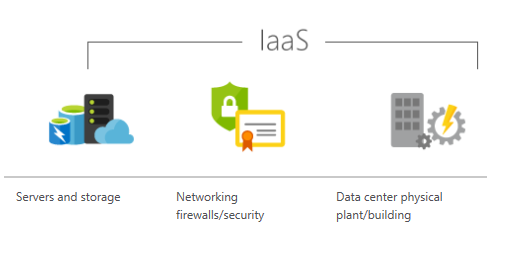 IaaS
Servers and storage
Networking
firewalls/security
Data center physical
plant/building